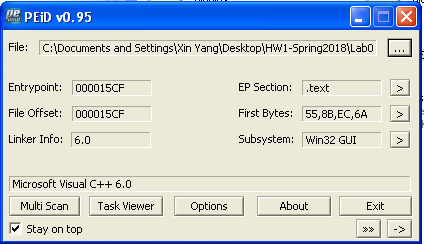 PEiD v0.95
File: C:\Documents and Settings\Xin Yang\Desktop\HW1-Spring2018\Lab0 ...
Entrypoint: 000015CF EP Section: .text >
File Offset: 000015CF First Bytes: 55,8B,EC,6A >
Linker Info: 6.0 Subsystem: Win32 GUI >
Microsoft Visual C++ 6.0
Multi Scan Task Viewer Options About Exit
Stay on top >> ->